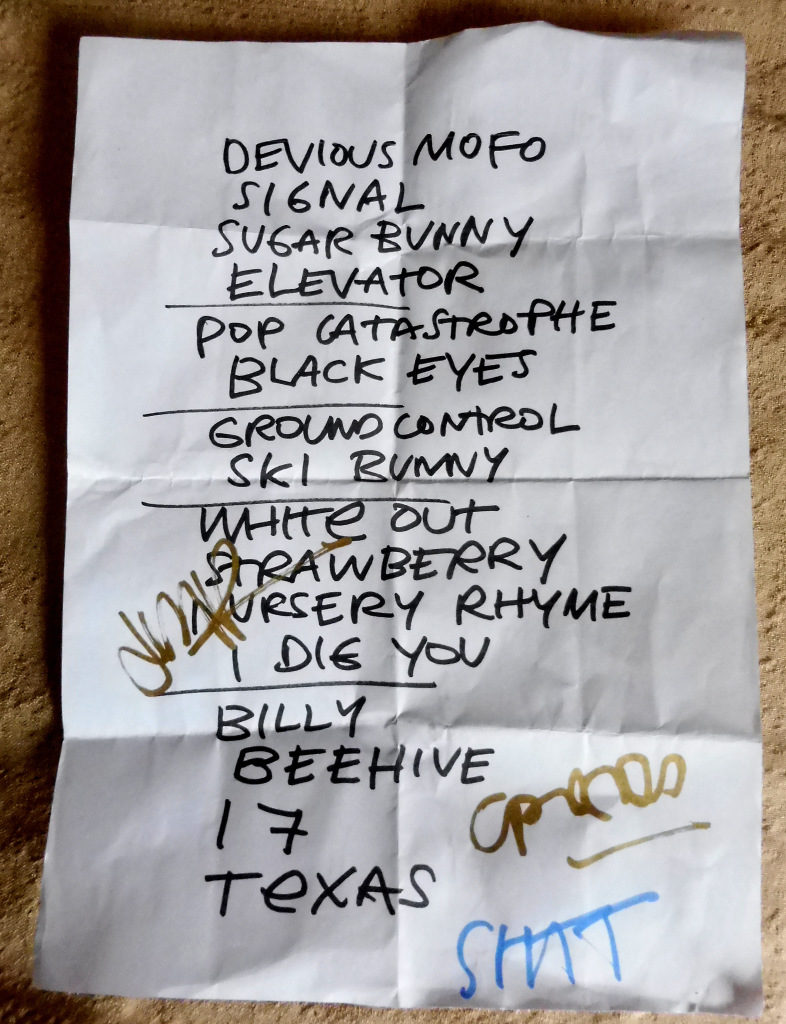 DEVIOUS MOFO
SIGNAL
SUGAR BUNNY
ELEVATOR
POP CATASTROPHE
BLACK EYES
GROUND CONTROL
SKI BUNNY
WHITE OUT
STRAWBERRY
NURSERY RHYME
I DIE YOU
BILLY
BEEHIVE
17
TEXAS